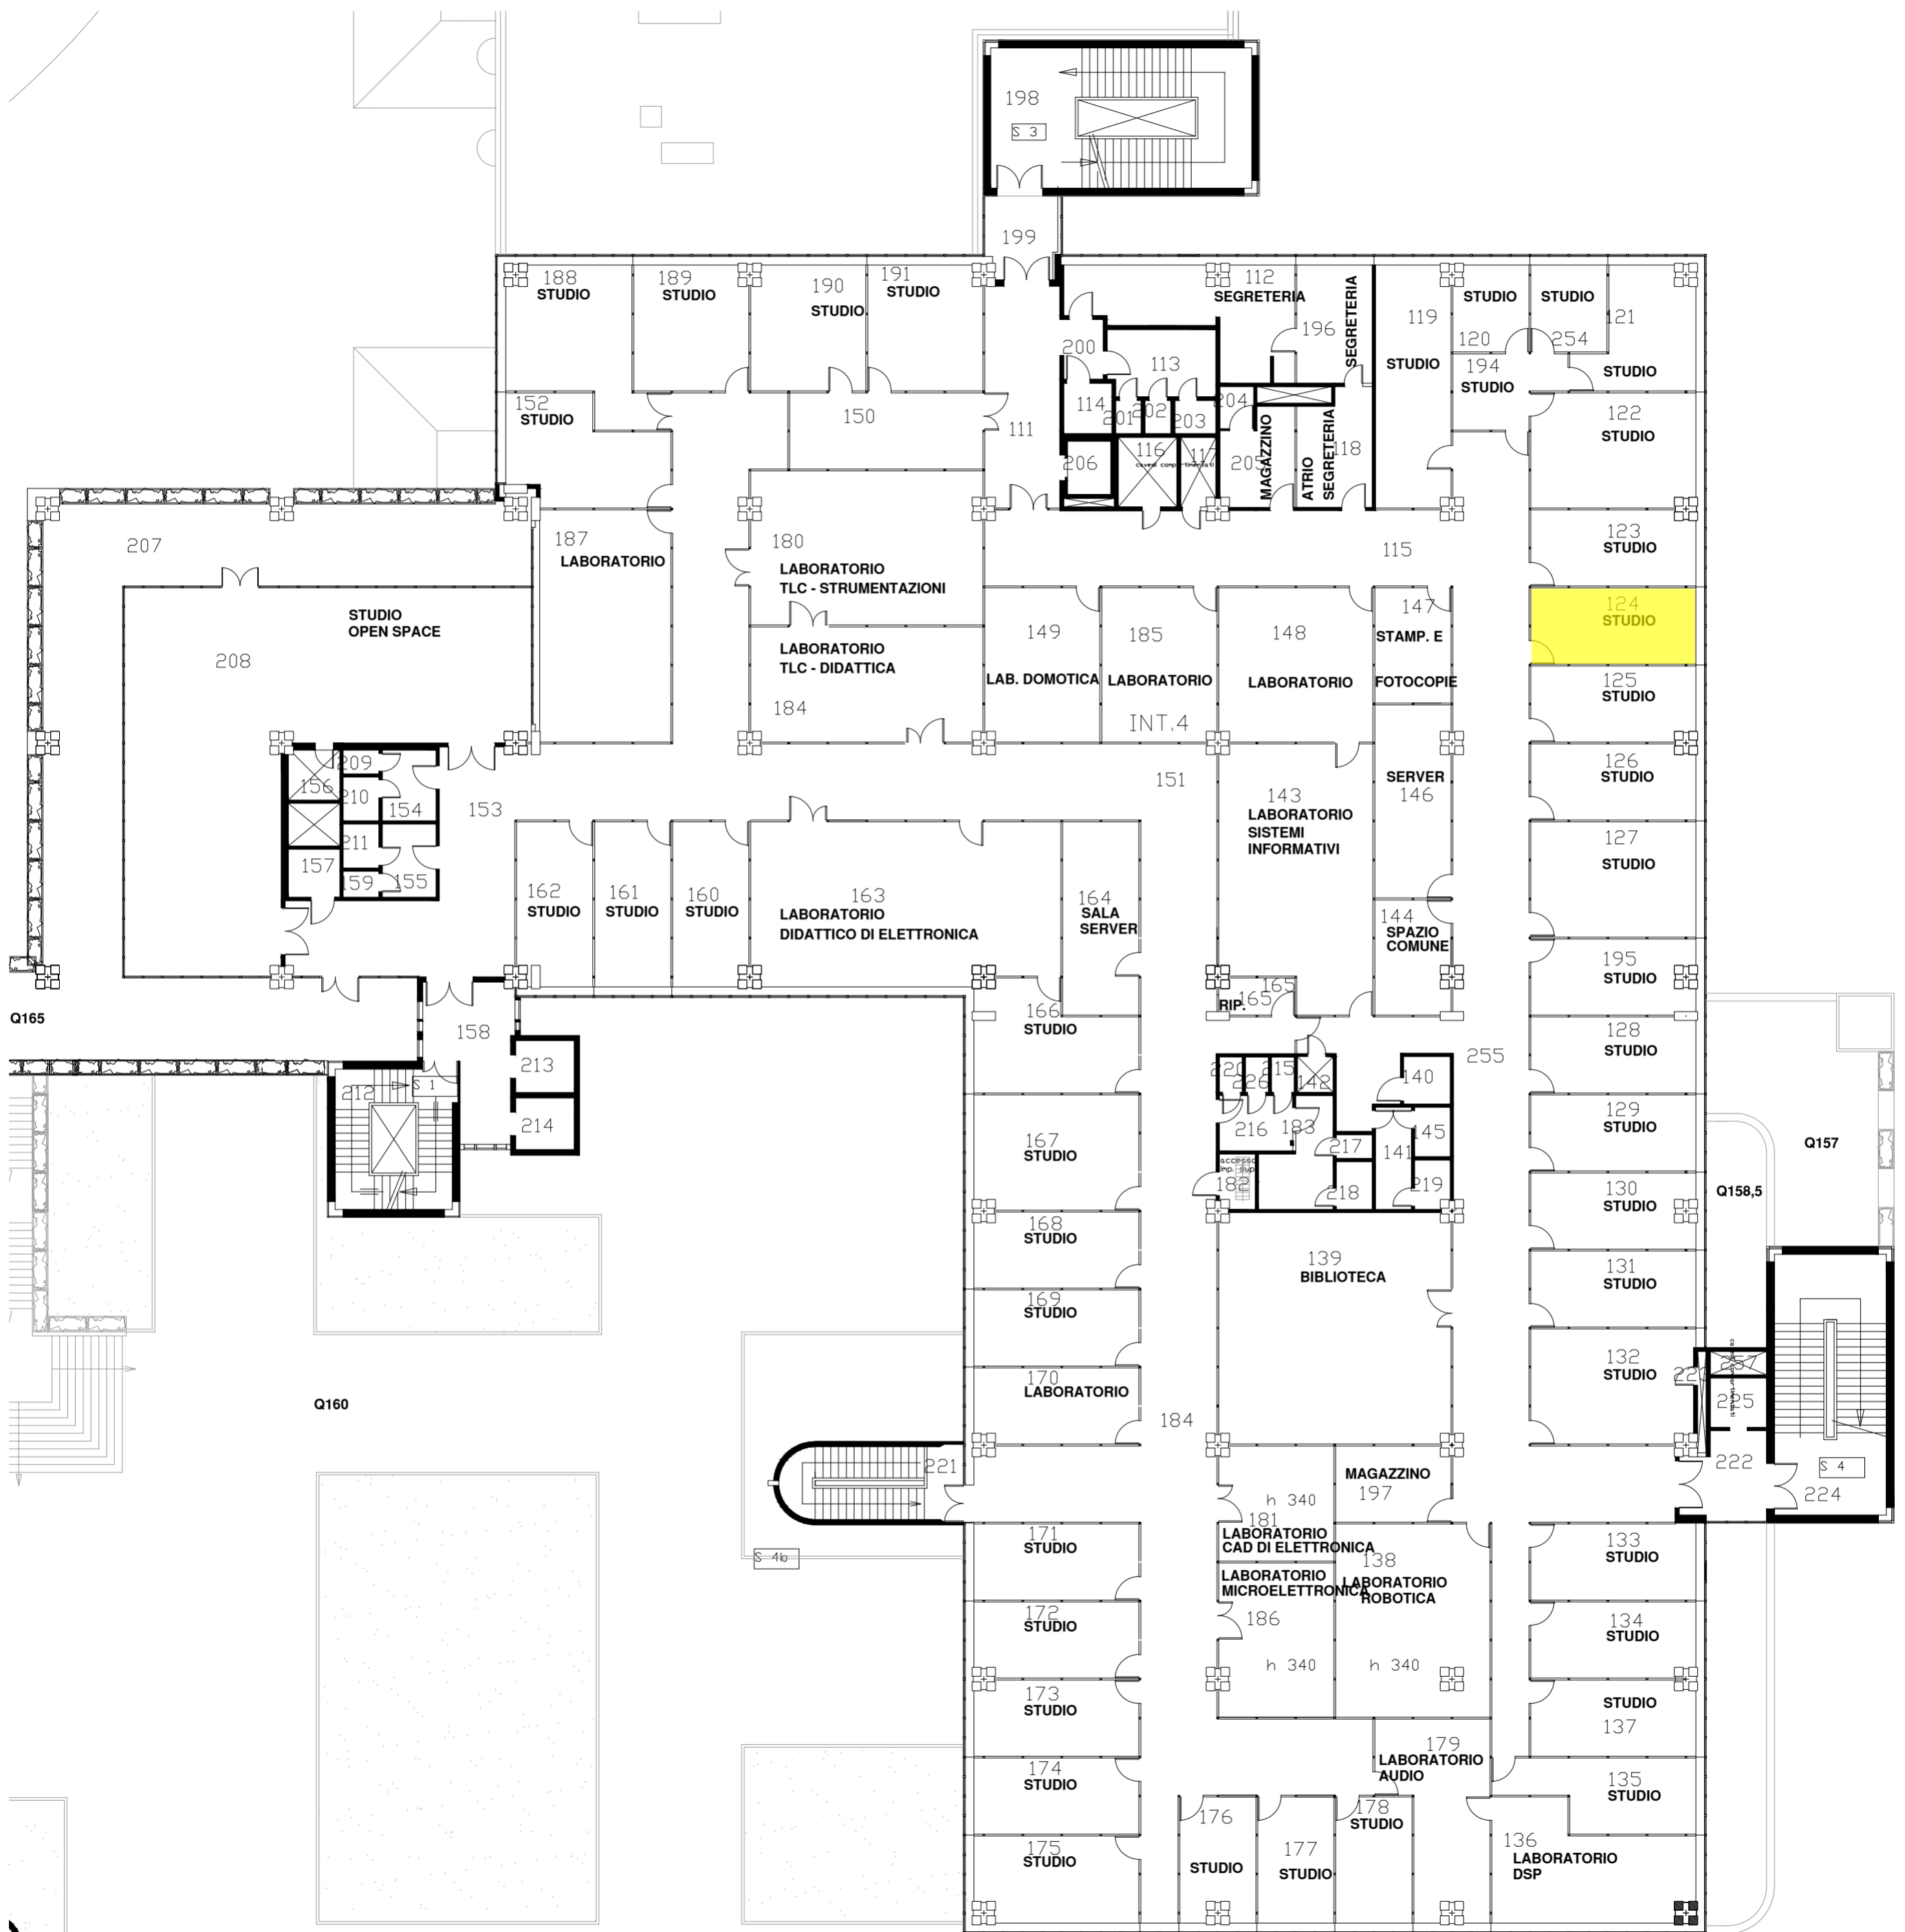 198
S 3
199
188
STUDIO
189
STUDIO
190
STUDIO
191
STUDIO
112
SEGRETERIA
196
SEGRETERIA
119
STUDIO
STUDIO
120
STUDIO
254
121
STUDIO
194
STUDIO
200
113
114
201
202
203
204
152
STUDIO
150
111
122
STUDIO
206
116
117
205
MAGAZZINO
ATRIO
SEGRETERIA
118
207
187
LABORATORIO
180
LABORATORIO
TLC - STRUMENTAZIONI
115
123
STUDIO
STUDIO
OPEN SPACE
208
LABORATORIO
TLC - DIDATTICA
184
149
LAB. DOMOTICA
185
LABORATORIO
INT.4
148
LABORATORIO
147
STAMP. E
FOTOCOPIE
124
STUDIO
125
STUDIO
156
209
210
154
153
211
157
159
155
151
143
LABORATORIO
SISTEMI
INFORMATIVI
SERVER
146
126
STUDIO
127
STUDIO
162
STUDIO
161
STUDIO
160
STUDIO
163
LABORATORIO
DIDATTICO DI ELETTRONICA
164
SALA
SERVER
144
SPAZIO
COMUNE
195
STUDIO
Q165
158
166
STUDIO
RIP.
165
165
255
128
STUDIO
213
212
S 1
214
220
226
215
142
140
129
STUDIO
167
STUDIO
216
183
217
141
145
Q157
182
218
219
130
STUDIO
Q158,5
168
STUDIO
139
BIBLIOTECA
131
STUDIO
169
STUDIO
132
STUDIO
225
170
LABORATORIO
Q160
184
221
222
S 4
224
MAGAZZINO
197
h 340
181
LABORATORIO
CAD DI ELETTRONICA
171
STUDIO
S 4b
133
STUDIO
138
LABORATORIO
ROBOTICA
LABORATORIO
MICROELETTRONICA
186
172
STUDIO
134
STUDIO
h 340
h 340
173
STUDIO
STUDIO
137
174
STUDIO
179
LABORATORIO
AUDIO
135
STUDIO
175
STUDIO
176
STUDIO
177
STUDIO
178
STUDIO
136
LABORATORIO
DSP